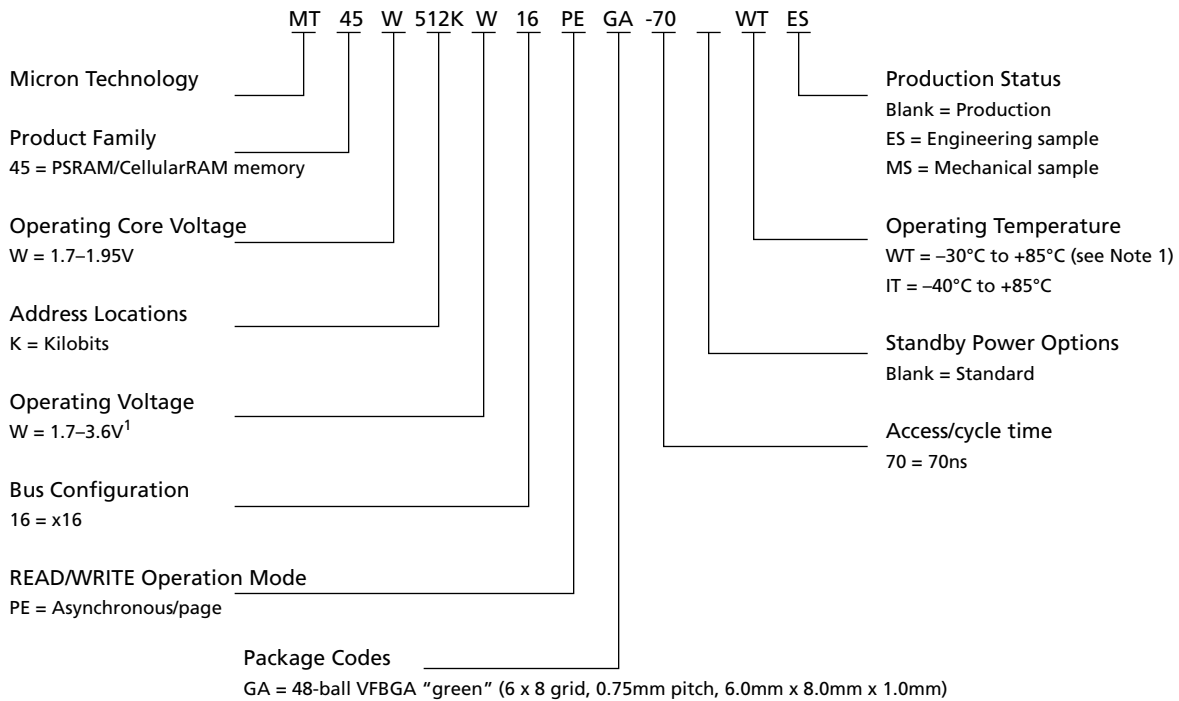 MT 45 W 512K W 16 PE GA -70 WT ES
Micron Technology
Product Family
45 = PSRAM/CellularRAM memory
Operating Core Voltage
W = 1.7–1.95V
Address Locations
K = Kilobits
Operating Voltage
W = 1.7–3.6V¹
Bus Configuration
16 = x16
READ/WRITE Operation Mode
PE = Asynchronous/page
Package Codes
GA = 48-ball VFBGA “green” (6 x 8 grid, 0.75mm pitch, 6.0mm x 8.0mm x 1.0mm)
Production Status
Blank = Production
ES = Engineering sample
MS = Mechanical sample
Operating Temperature
WT = –30°C to +85°C (see Note 1)
IT = –40°C to +85°C
Standby Power Options
Blank = Standard
Access/cycle time
70 = 70ns